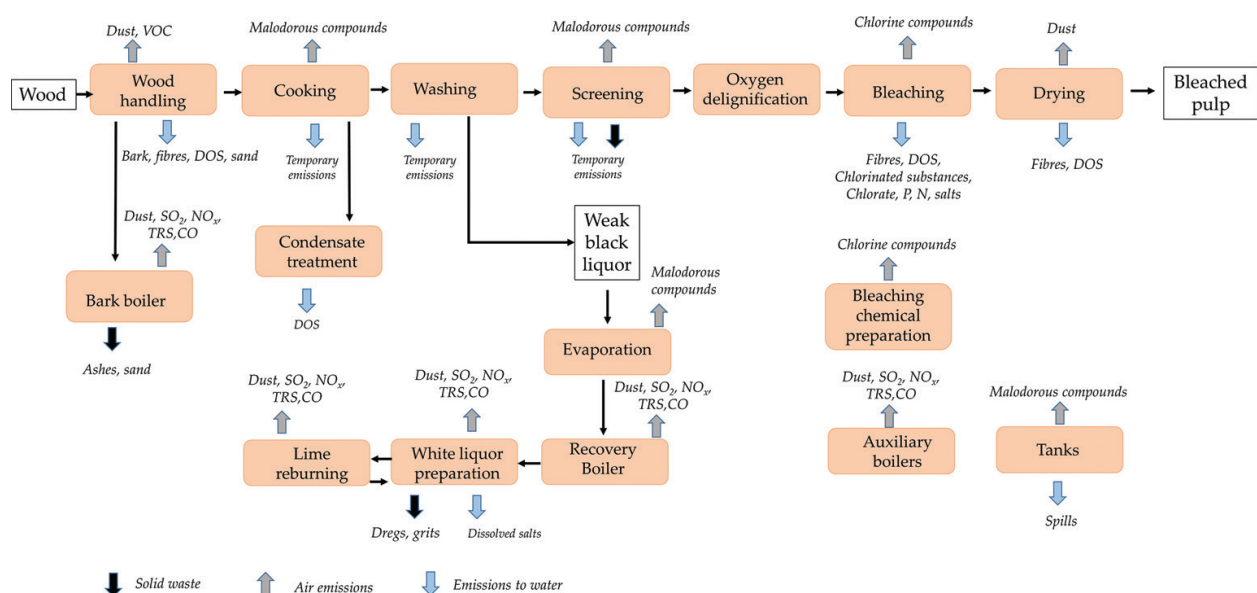 Dust, VOC
Malodorous compounds
Malodorous compounds
Chlorine compounds
Dust
Wood
Wood
handling
Cooking
Washing
Screening
Oxygen
delignification
Bleaching
Drying
Bleached
pulp
Bark, fibres, DOS, sand
Temporary
emissions
Temporary
emissions
Temporary
emissions
Fibres, DOS,
Chlorinated substances,
Chlorate, P, N, salts
Fibres, DOS
Dust, SO₂, NOₓ,
TRS,CO
Bark boiler
Ashes, sand
Condensate
treatment
DOS
Weak
black
liquor
Malodorous
compounds
Evaporation
Chlorine compounds
Bleaching
chemical
preparation
Dust, SO₂, NOₓ,
TRS,CO
Dust, SO₂, NOₓ,
TRS,CO
Dust, SO₂, NOₓ,
TRS,CO
Dust, SO₂, NOₓ,
TRS,CO
Malodorous compounds
Lime
reburning
White liquor
preparation
Recovery
Boiler
Auxiliary
boilers
Tanks
Dregs, grits
Dissolved salts
Spills
Solid waste
Air emissions
Emissions to water